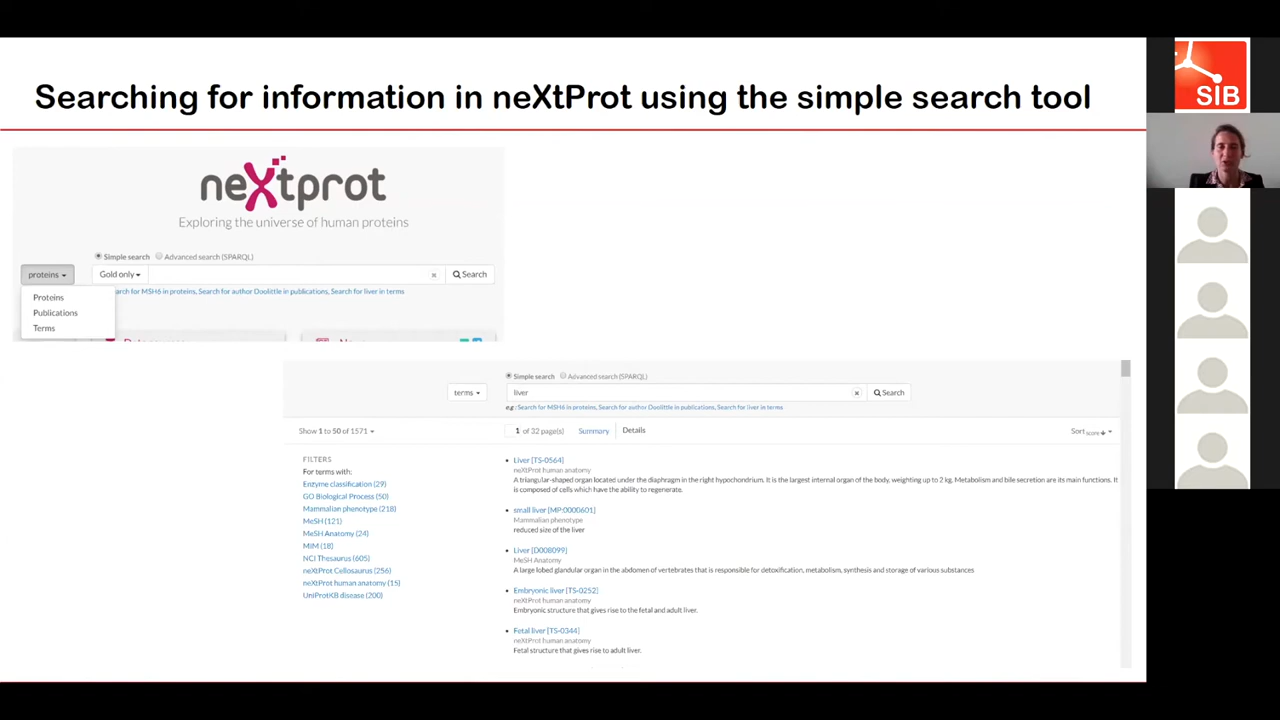 Searching for information in neXtProt using the simple search tool
SIB
neXtprot
Exploring the universe of human proteins
Simple search Advanced search (SPARQL)
proteins Gold only Search
Search for MSH6 in proteins, Search for author Doolittle in publications, Search for liver in terms
Proteins
Publications
Terms
Simple search Advanced search (SPARQL)
terms liver Search
e.g : Search for MSH6 in proteins, Search for author Doolittle in publications, Search for liver in terms
Show 1 to 50 of 1571 1 of 32 page(s) Summary Details Sort score
FILTERS
For terms with:
Enzyme classification (29)
GO Biological Process (50)
Mammalian phenotype (218)
MeSH (121)
MeSH Anatomy (24)
MIM (18)
NCI Thesaurus (605)
neXtProt Cellosaurus (256)
neXtProt human anatomy (15)
UniProtKB disease (200)
Liver [TS-0564]
neXtProt human anatomy
A triangular-shaped organ located under the diaphragm in the right hypochondrium. It is the largest internal organ of the body, weighting up to 2 kg. Metabolism and bile secretion are its main functions. It
is composed of cells which have the ability to regenerate.
small liver [MP:0000601]
Mammalian phenotype
reduced size of the liver
Liver [D008099]
MeSH Anatomy
A large lobed glandular organ in the abdomen of vertebrates that is responsible for detoxification, metabolism, synthesis and storage of various substances
Embryonic liver [TS-0252]
neXtProt human anatomy
Embryonic structure that gives rise to the fetal and adult liver.
Fetal liver [TS-0344]
neXtProt human anatomy
Fetal structure that gives rise to adult liver.